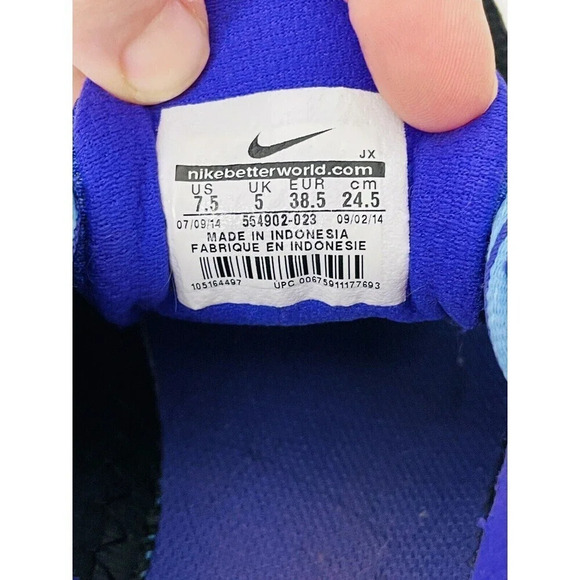 JX
nikebetterworld.com
US UK EUR cm
7.5 5 38.5 24.5
07/09/14 554902-023 09/02/14
MADE IN INDONESIA
FABRIQUE EN INDONESIE
105164497 UPC 00675911177693